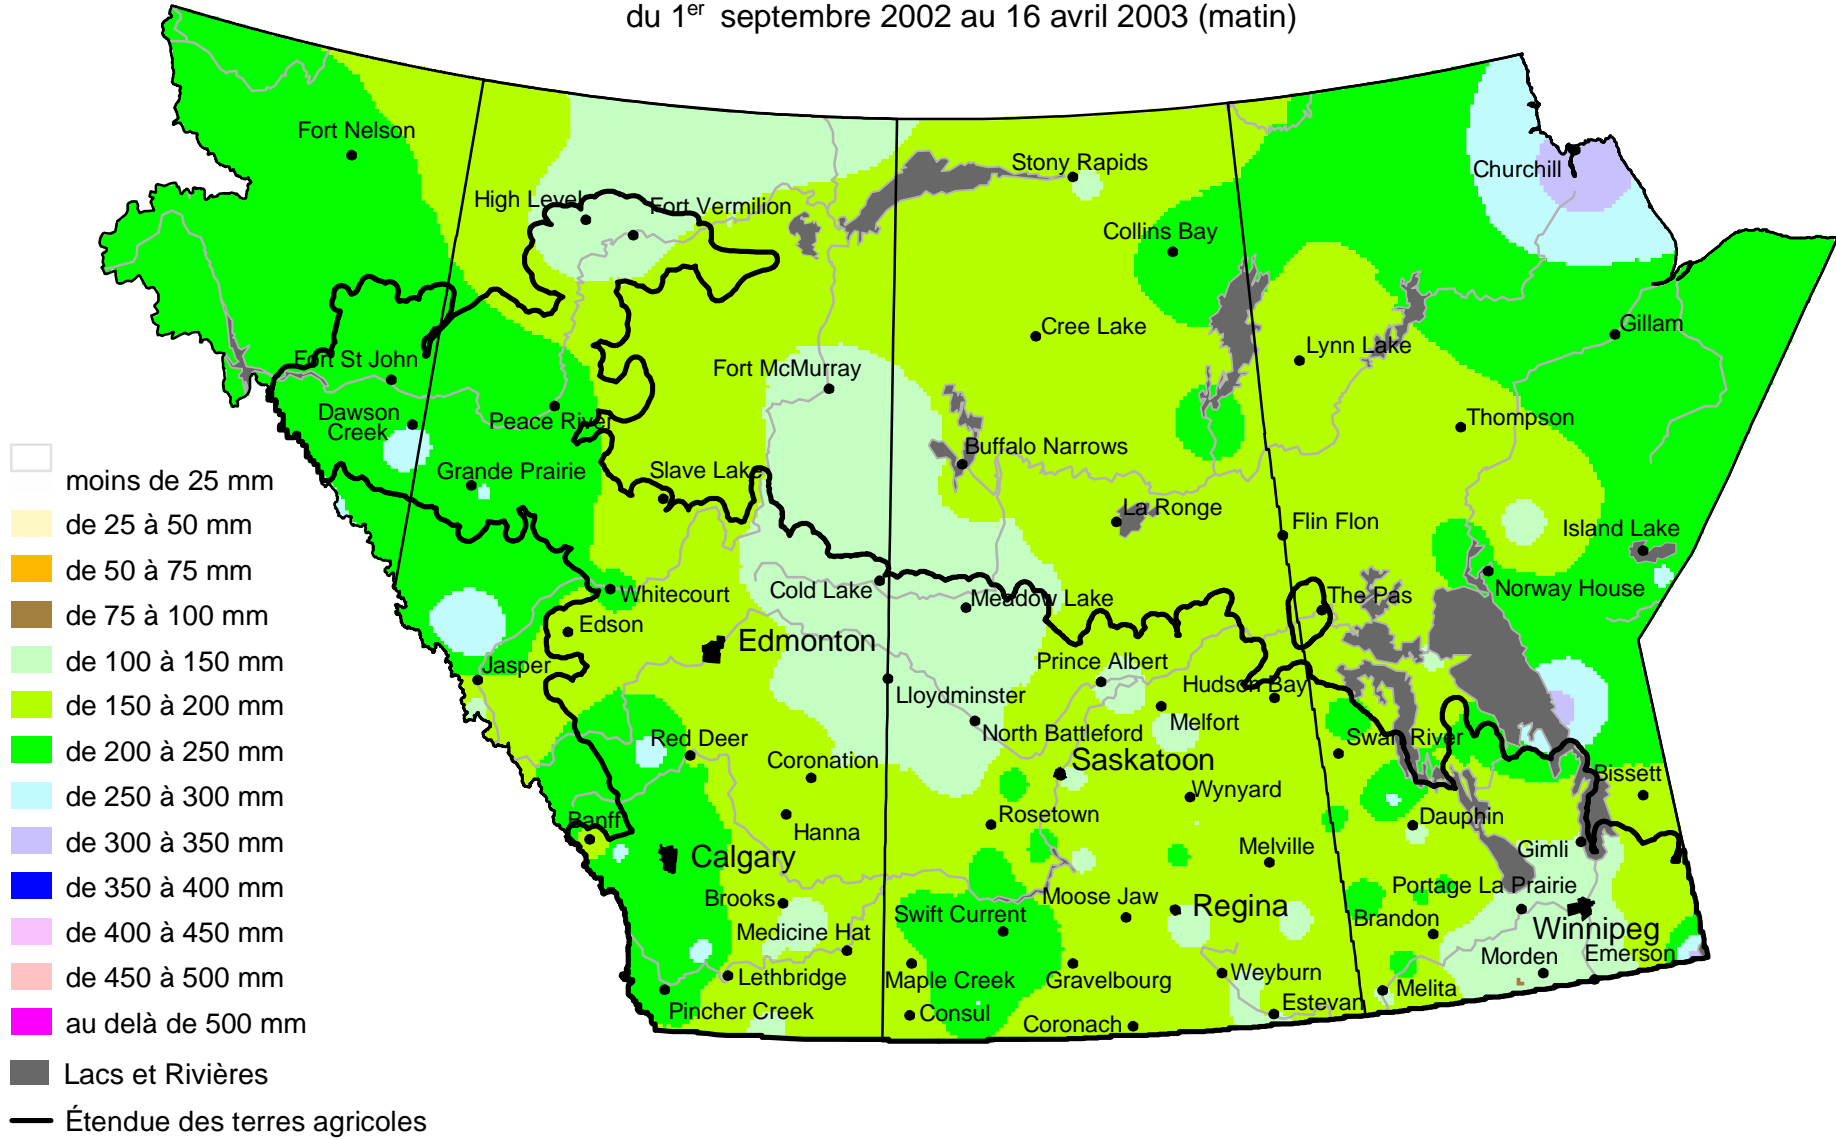 du 1er septembre 2002 au 16 avril 2003 (matin)
Fort Nelson
Stony Rapids
Churchill
High Level
Fort Vermilion
Collins Bay
Cree Lake
Gillam
Lynn Lake
Fort St John
Fort McMurray
Dawson
Creek
Peace River
Thompson
Buffalo Narrows
Grande Prairie
Slave Lake
La Ronge
Flin Flon
Island Lake
Whitecourt
Cold Lake
Meadow Lake
The Pas
Norway House
Edson
Edmonton
Jasper
Prince Albert
Hudson Bay
Lloydminster
Melfort
North Battleford
Red Deer
Swan River
Coronation
Saskatoon
Bissett
Wynyard
Banff
Hanna
Rosetown
Dauphin
Calgary
Melville
Gimli
Brooks
Moose Jaw
Portage La Prairie
Swift Current
Regina
Brandon
Medicine Hat
Winnipeg
Morden
Emerson
Lethbridge
Maple Creek
Gravelbourg
Weyburn
Melita
Pincher Creek
Consul
Coronach
Estevan
moins de 25 mm
de 25 à 50 mm
de 50 à 75 mm
de 75 à 100 mm
de 100 à 150 mm
de 150 à 200 mm
de 200 à 250 mm
de 250 à 300 mm
de 300 à 350 mm
de 350 à 400 mm
de 400 à 450 mm
de 450 à 500 mm
au delà de 500 mm
Lacs et Rivières
Étendue des terres agricoles